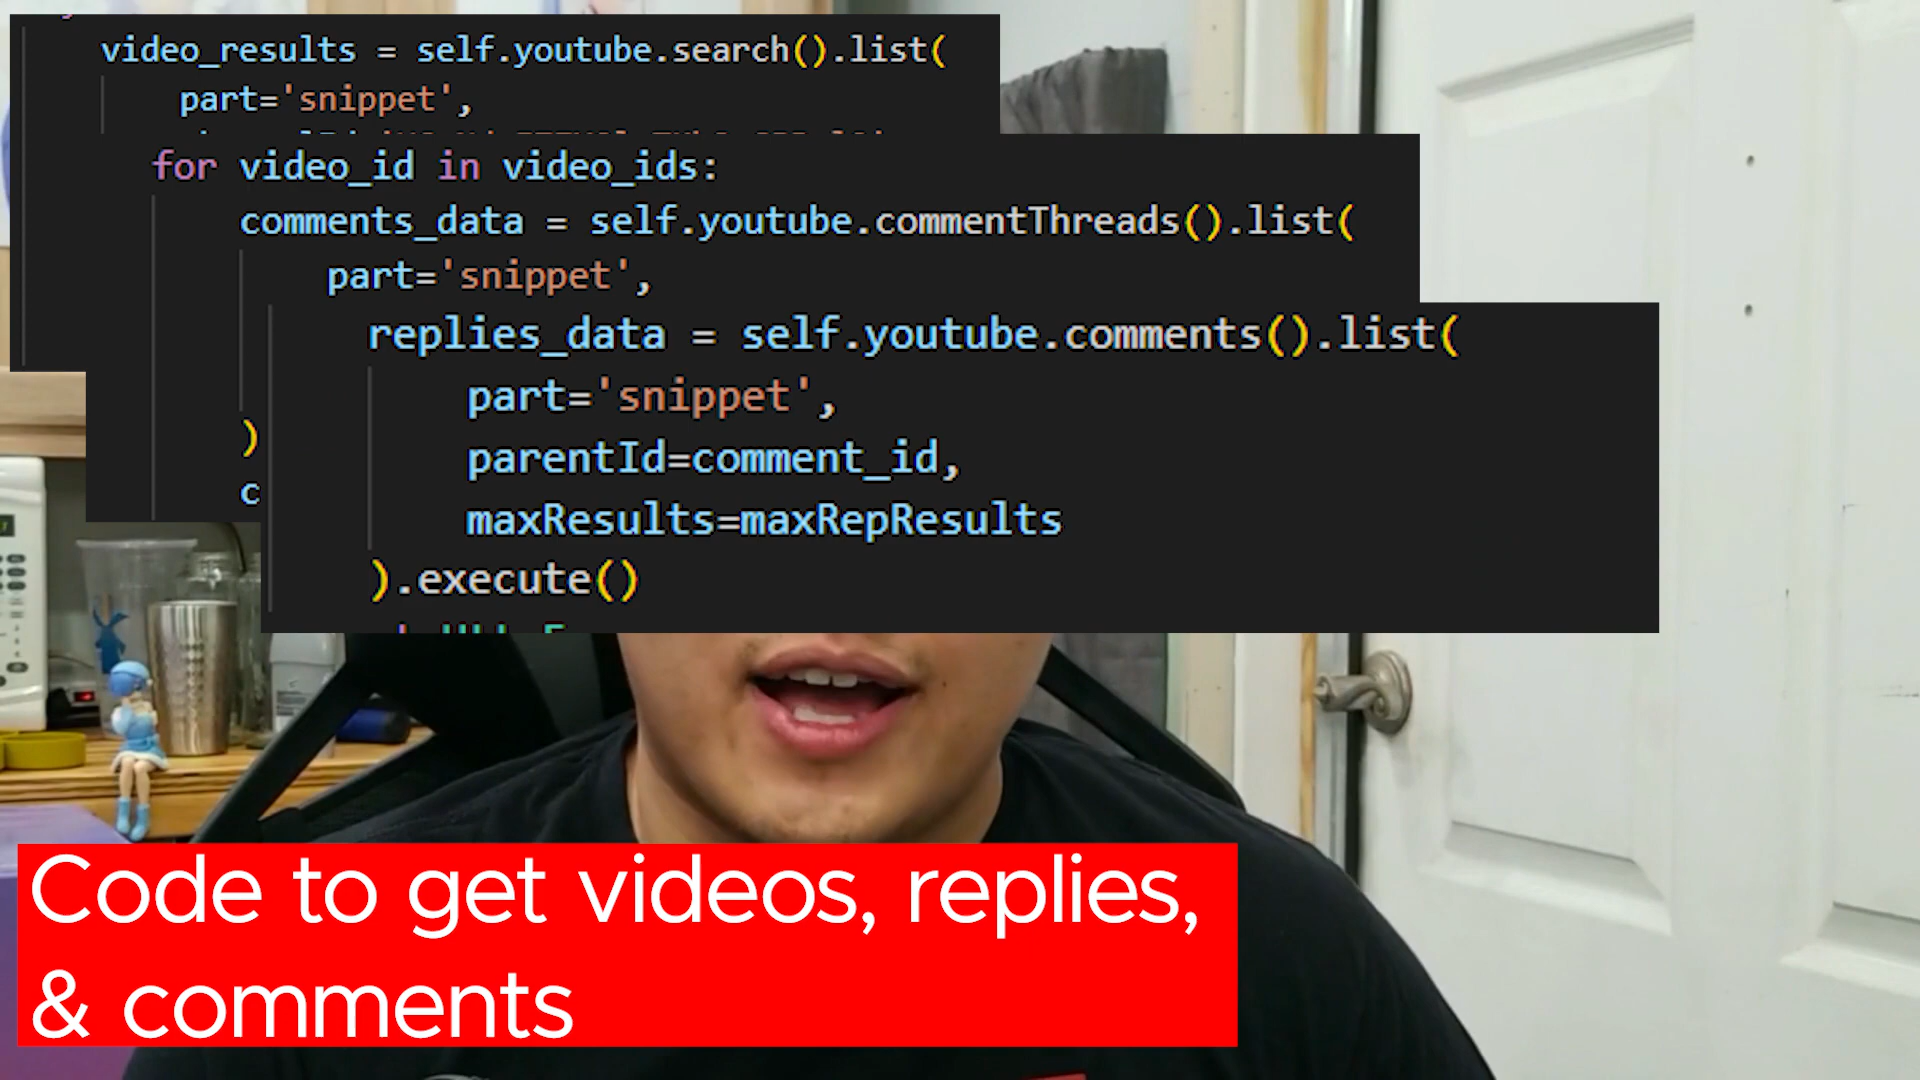 video_results = self.youtube.search().list(
part='snippet',
for video_id in video_ids:
comments_data = self.youtube.commentThreads().list(
part='snippet',
replies_data = self.youtube.comments().list(
part='snippet',
parentId=comment_id,
)
maxResults=maxRepResults
c
).execute()
Code to get videos, replies,
& comments